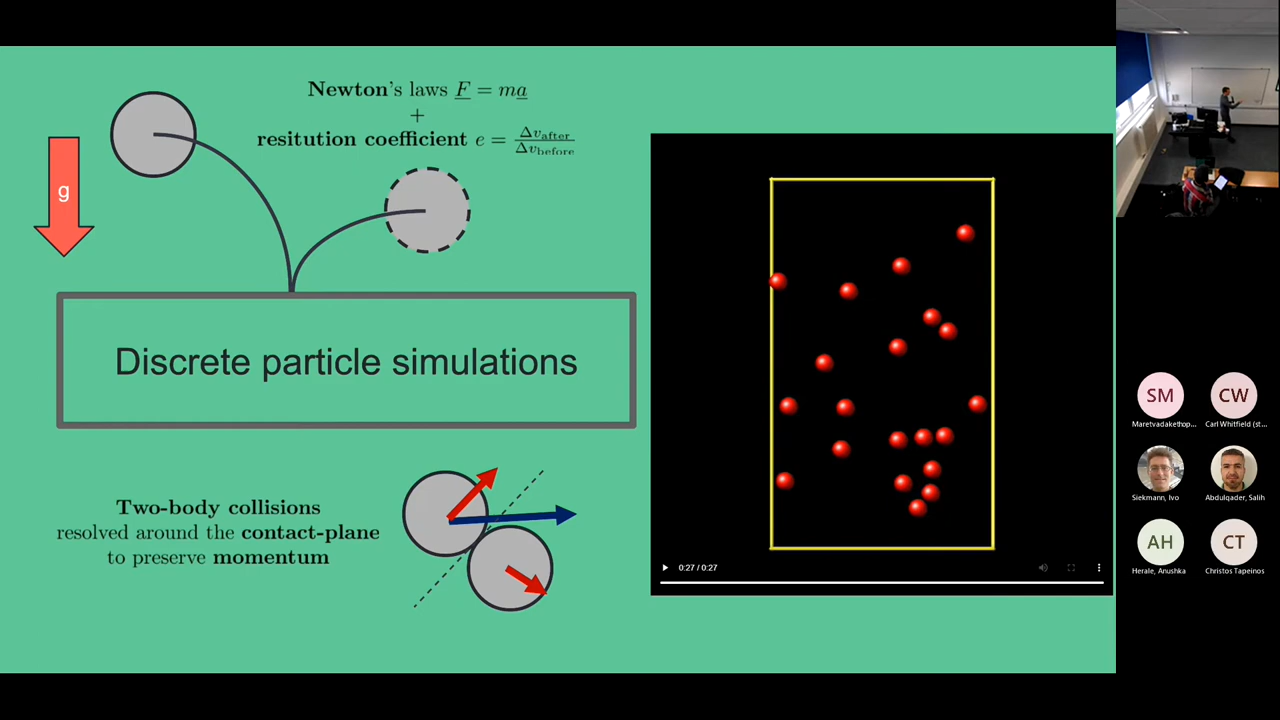 Newton's laws F = ma
+
resitution coefficient e = Δv_after / Δv_before
g
Discrete particle simulations
Two-body collisions
resolved around the contact-plane
to preserve momentum
0:27 / 0:27
SM
CW
Maretvadakethop...
Carl Whitfield (st...
Siekmann, Ivo
Abdulqader, Salih
AH
CT
Herale, Anushka
Christos Tapeinos